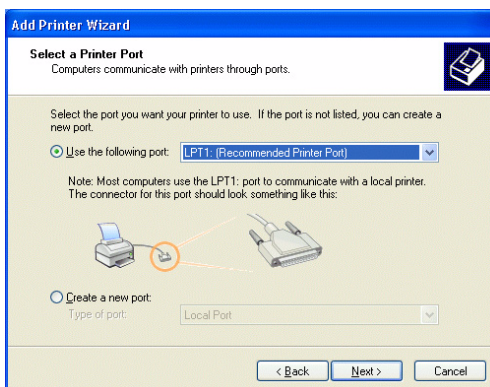 Add Printer Wizard
Select a Printer Port
Computers communicate with printers through ports.
Select the port you want your printer to use. If the port is not listed, you can create a
new port.
Use the following port: LPT1: (Recommended Printer Port)
Note: Most computers use the LPT1: port to communicate with a local printer.
The connector for this port should look something like this:
Create a new port:
Type of port: Local Port
< Back Next > Cancel